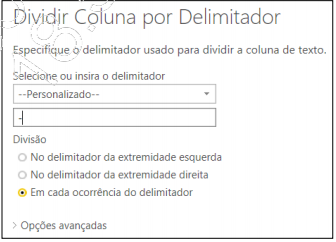 Dividir Coluna por Delimitador
Especifique o delimitador usado para dividir a coluna de texto.
Selecione ou insira o delimitador
--Personalizado--
-
Divisão
No delimitador da extremidade esquerda
No delimitador da extremidade direita
Em cada ocorrência do delimitador
> Opções avançadas